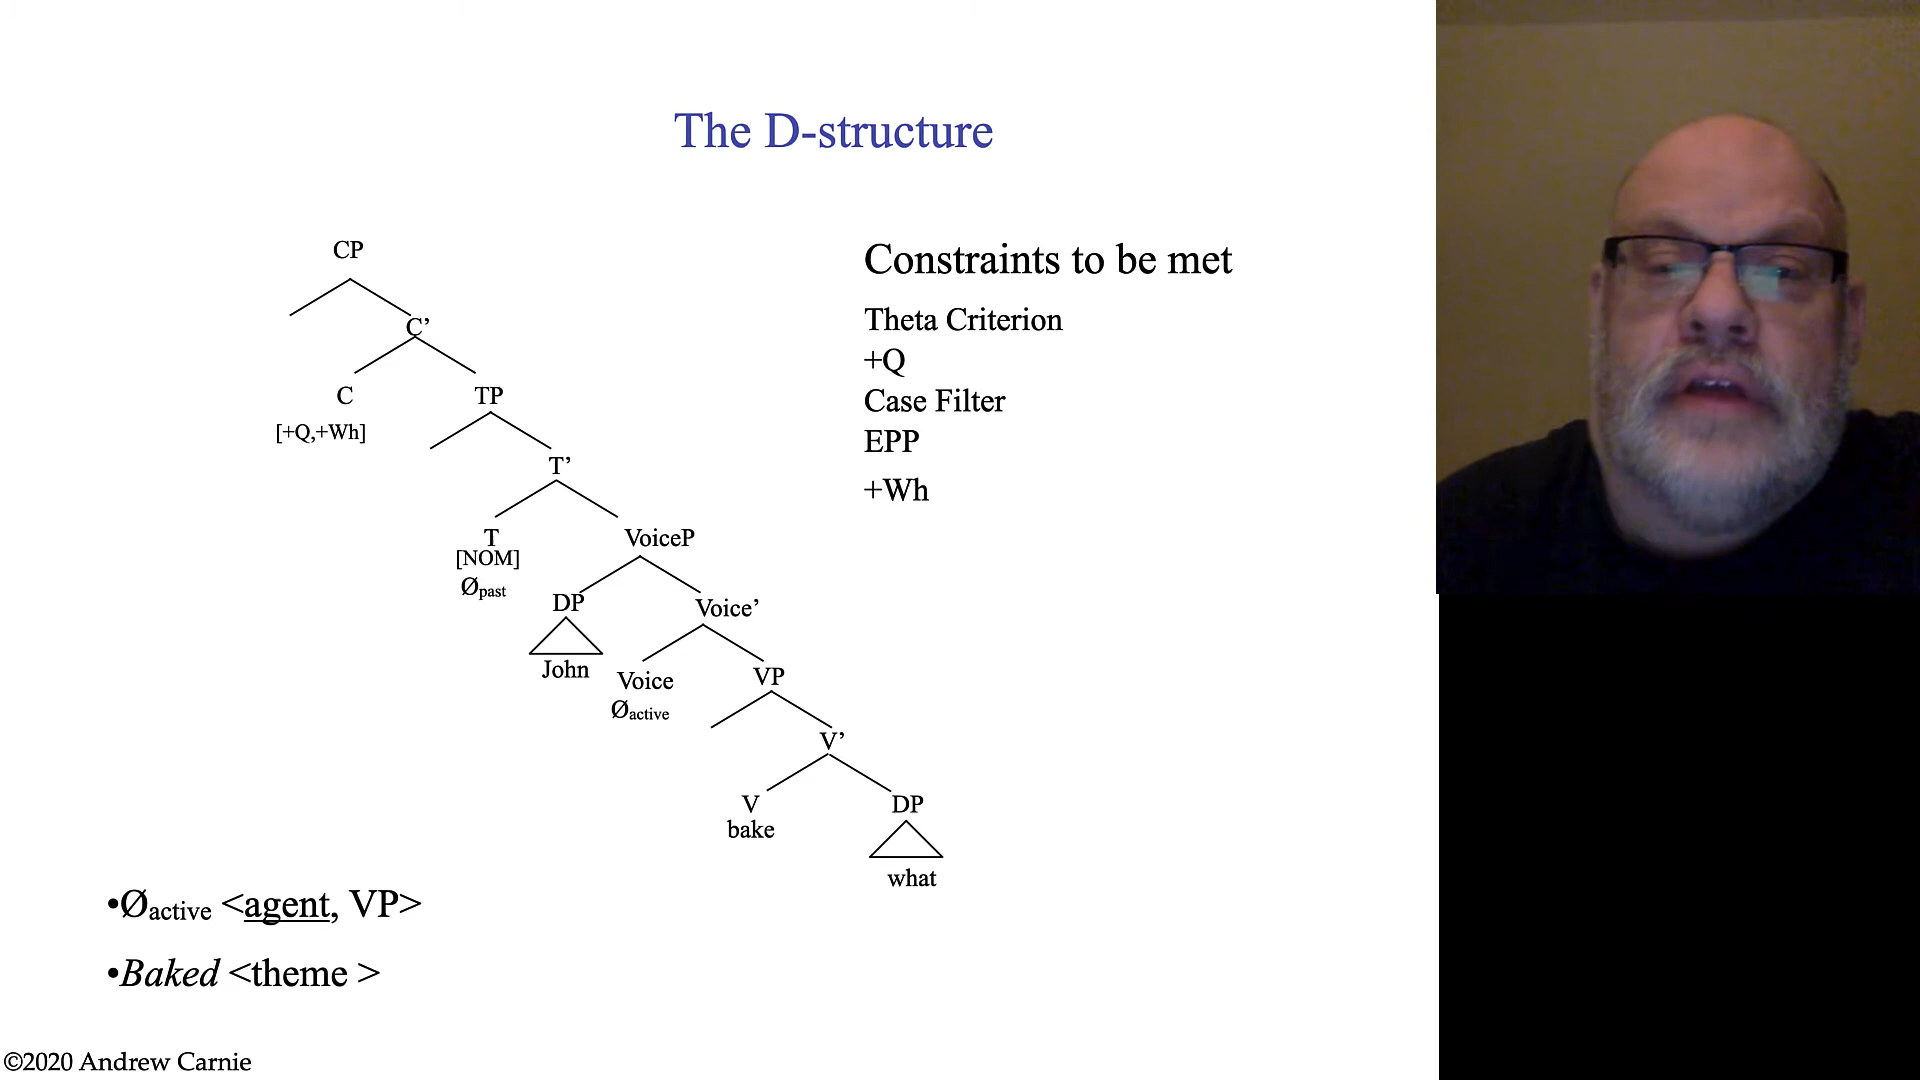 The D-structure
CP
C’
C
TP
[+Q,+Wh]
T’
T
VoiceP
[NOM]
Øpast
DP
Voice’
John
Voice
VP
Øactive
V’
V
DP
bake
what
Constraints to be met
Theta Criterion
+Q
Case Filter
EPP
+Wh
•Øactive <agent, VP>
•Baked <theme >
©2020 Andrew Carnie